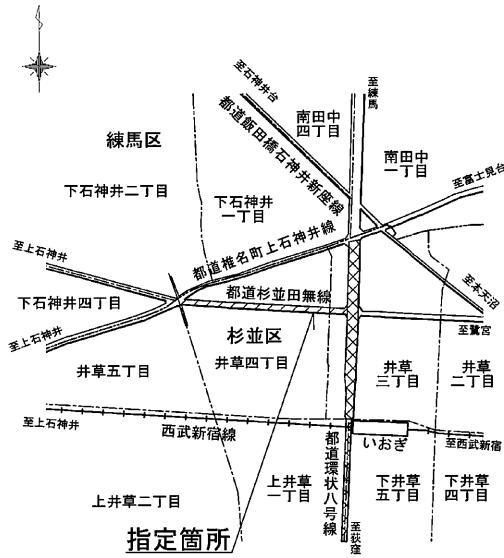 至石神井台
至練馬
南田中
四丁目
都道飯田橋石神井新座線
南田中
一丁目
練馬区
至富士見台
下石神井二丁目
下石神井
一丁目
都道椎名町上石神井線
至上石神井
都道杉並田無線
至本天沼
下石神井四丁目
至鷺宮
至上石神井
杉並区
井草四丁目
井草五丁目
井草
三丁目
井草
二丁目
至上石神井
西武新宿線
いおぎ
至西武新宿
都道環状八号線
上井草
一丁目
下井草
五丁目
下井草
四丁目
上井草二丁目
至荻窪
指定箇所